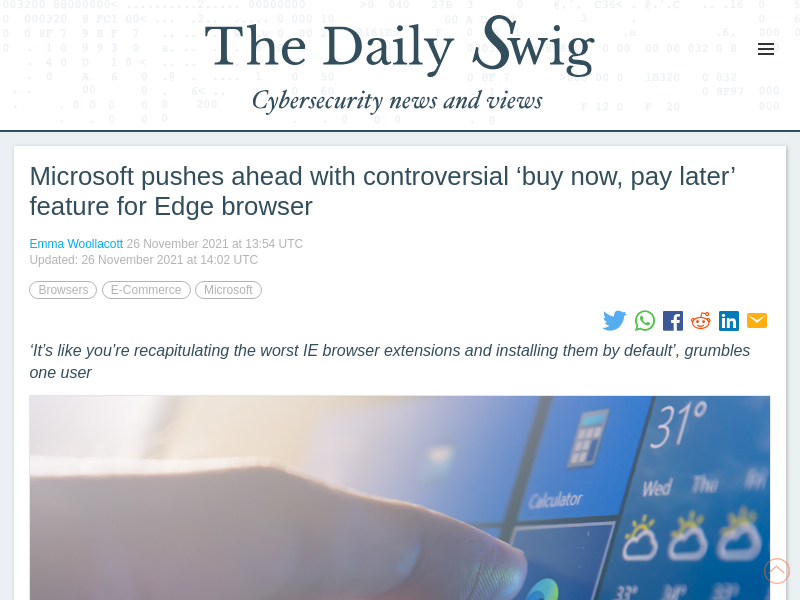 The Daily Swig
Cybersecurity news and views
Microsoft pushes ahead with controversial ‘buy now, pay later’
feature for Edge browser
Emma Woollacott 26 November 2021 at 13:54 UTC
Updated: 26 November 2021 at 14:02 UTC
Browsers E-Commerce Microsoft
‘It’s like you’re recapitulating the worst IE browser extensions and installing them by default’, grumbles
one user
31°
Calculator
Wed Thu Fri
33° 34°